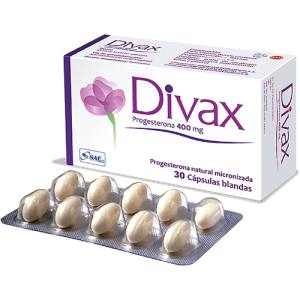 Divax
Progesterona 400 mg
SAE
Progesterona natural micronizada
30 Cápsulas blandas